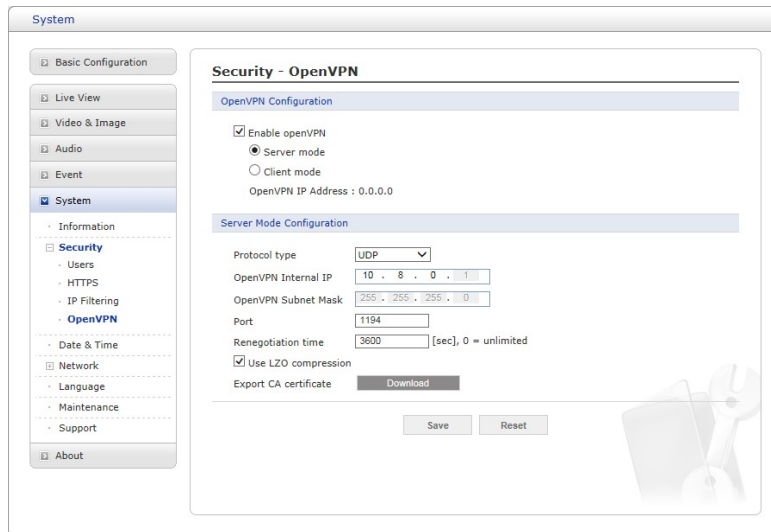 System
Basic Configuration
Live View
Video & Image
Audio
Event
System
Information
Security
Users
HTTPS
IP Filtering
OpenVPN
Date & Time
Network
Language
Maintenance
Support
About
Security - OpenVPN
OpenVPN Configuration
Enable openVPN
Server mode
Client mode
OpenVPN IP Address : 0.0.0.0
Server Mode Configuration
Protocol type UDP
OpenVPN Internal IP 10 . 8 . 0 . 1
OpenVPN Subnet Mask 255 . 255 . 255 . 0
Port 1194
Renegotiation time 3600 [sec], 0 = unlimited
Use LZO compression
Export CA certificate Download
Save Reset